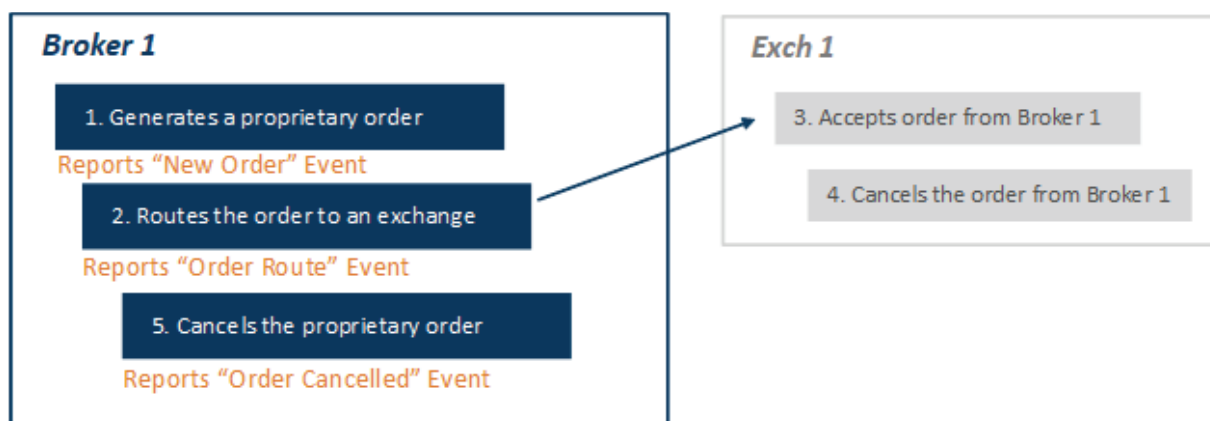 Broker 1
1. Generates a proprietary order
Reports “New Order” Event
2. Routes the order to an exchange
Reports “Order Route” Event
5. Cancels the proprietary order
Reports “Order Cancelled” Event
Exch 1
3. Accepts order from Broker 1
4. Cancels the order from Broker 1